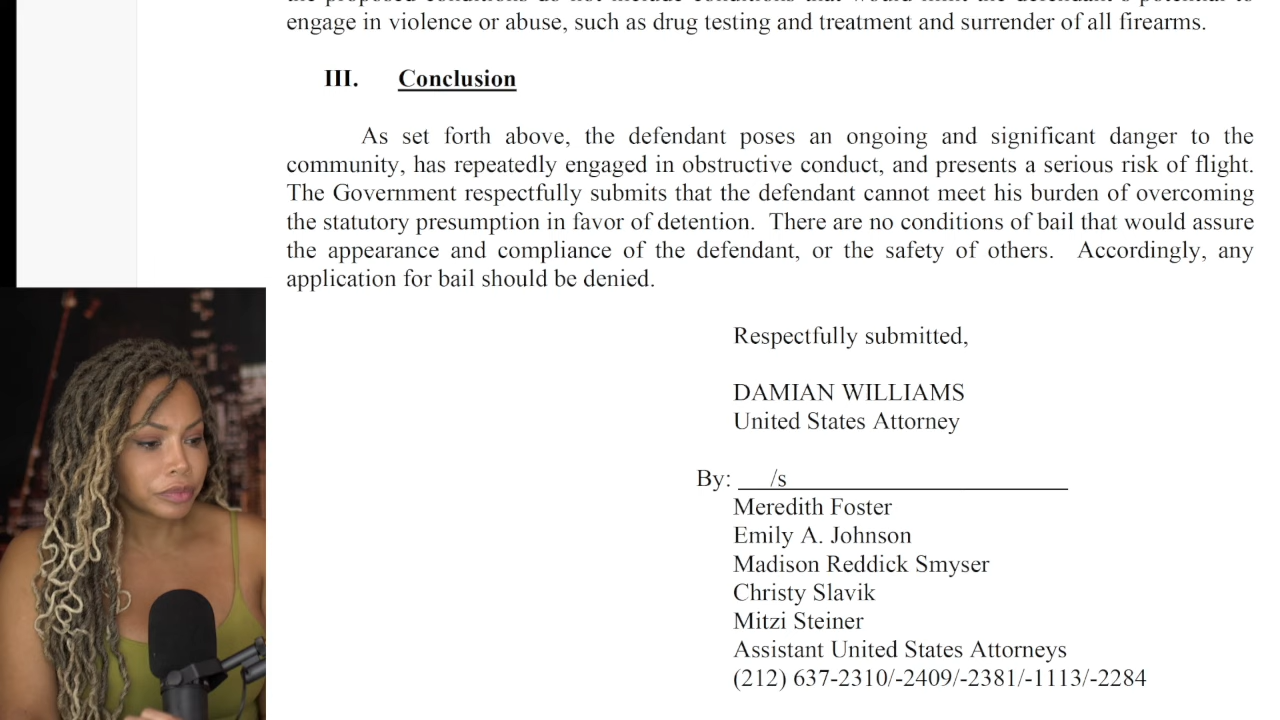 engage in violence or abuse, such as drug testing and treatment and surrender of all firearms.
III. Conclusion
As set forth above, the defendant poses an ongoing and significant danger to the
community, has repeatedly engaged in obstructive conduct, and presents a serious risk of flight.
The Government respectfully submits that the defendant cannot meet his burden of overcoming
the statutory presumption in favor of detention. There are no conditions of bail that would assure
the appearance and compliance of the defendant, or the safety of others. Accordingly, any
application for bail should be denied.
Respectfully submitted,
DAMIAN WILLIAMS
United States Attorney
By: /s
Meredith Foster
Emily A. Johnson
Madison Reddick Smyser
Christy Slavik
Mitzi Steiner
Assistant United States Attorneys
(212) 637-2310/-2409/-2381/-1113/-2284